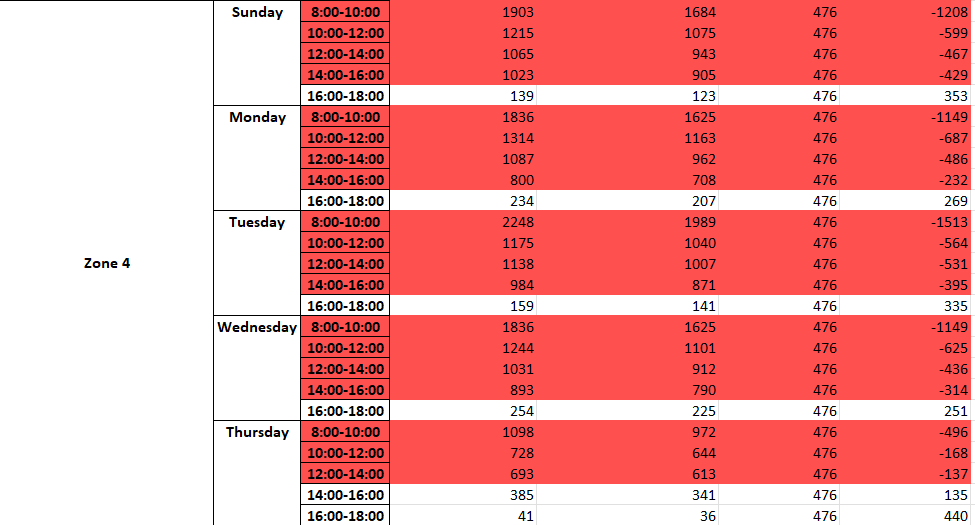 Sunday 8:00-10:00 1903 1684 476 -1208
10:00-12:00 1215 1075 476 -599
12:00-14:00 1065 943 476 -467
14:00-16:00 1023 905 476 -429
16:00-18:00 139 123 476 353
Monday 8:00-10:00 1836 1625 476 -1149
10:00-12:00 1314 1163 476 -687
12:00-14:00 1087 962 476 -486
14:00-16:00 800 708 476 -232
16:00-18:00 234 207 476 269
Tuesday 8:00-10:00 2248 1989 476 -1513
10:00-12:00 1175 1040 476 -564
Zone 4 12:00-14:00 1138 1007 476 -531
14:00-16:00 984 871 476 -395
16:00-18:00 159 141 476 335
Wednesday 8:00-10:00 1836 1625 476 -1149
10:00-12:00 1244 1101 476 -625
12:00-14:00 1031 912 476 -436
14:00-16:00 893 790 476 -314
16:00-18:00 254 225 476 251
Thursday 8:00-10:00 1098 972 476 -496
10:00-12:00 728 644 476 -168
12:00-14:00 693 613 476 -137
14:00-16:00 385 341 476 135
16:00-18:00 41 36 476 440